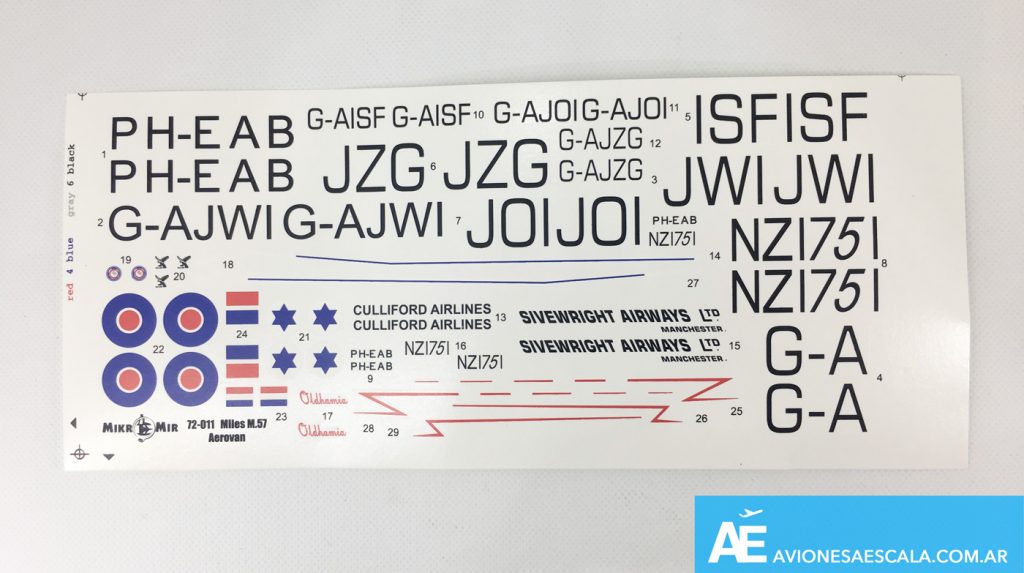 red 4 blue gray 6 black
1 PH-EAB
PH-EAB
G-AISF G-AISF 10
G-AJOI G-AJOI 11
5 ISFISF
JZG 6 JZG
G-AJZG 12
G-AJZG
3 JWIJWI
2 G-AJWI G-AJWI
7 JOIJOI
PH-EAB
NZ1751
NZ1751 8
NZ1751
19
20
18
14
27
22
24
21
CULLIFORD AIRLINES 13
CULLIFORD AIRLINES
SIVEWRIGHT AIRWAYS LTD.
MANCHESTER.
SIVEWRIGHT AIRWAYS LTD. 15
MANCHESTER.
PH-EAB
PH-EAB
9
NZ1751 16
NZ1751
G-A
G-A 4
23
Oldhamia
17
Oldhamia
28
29
26
25
MIKRO MIR
72-011 Miles M.57
Aerovan
AE AVIONESAESCALA.COM.AR